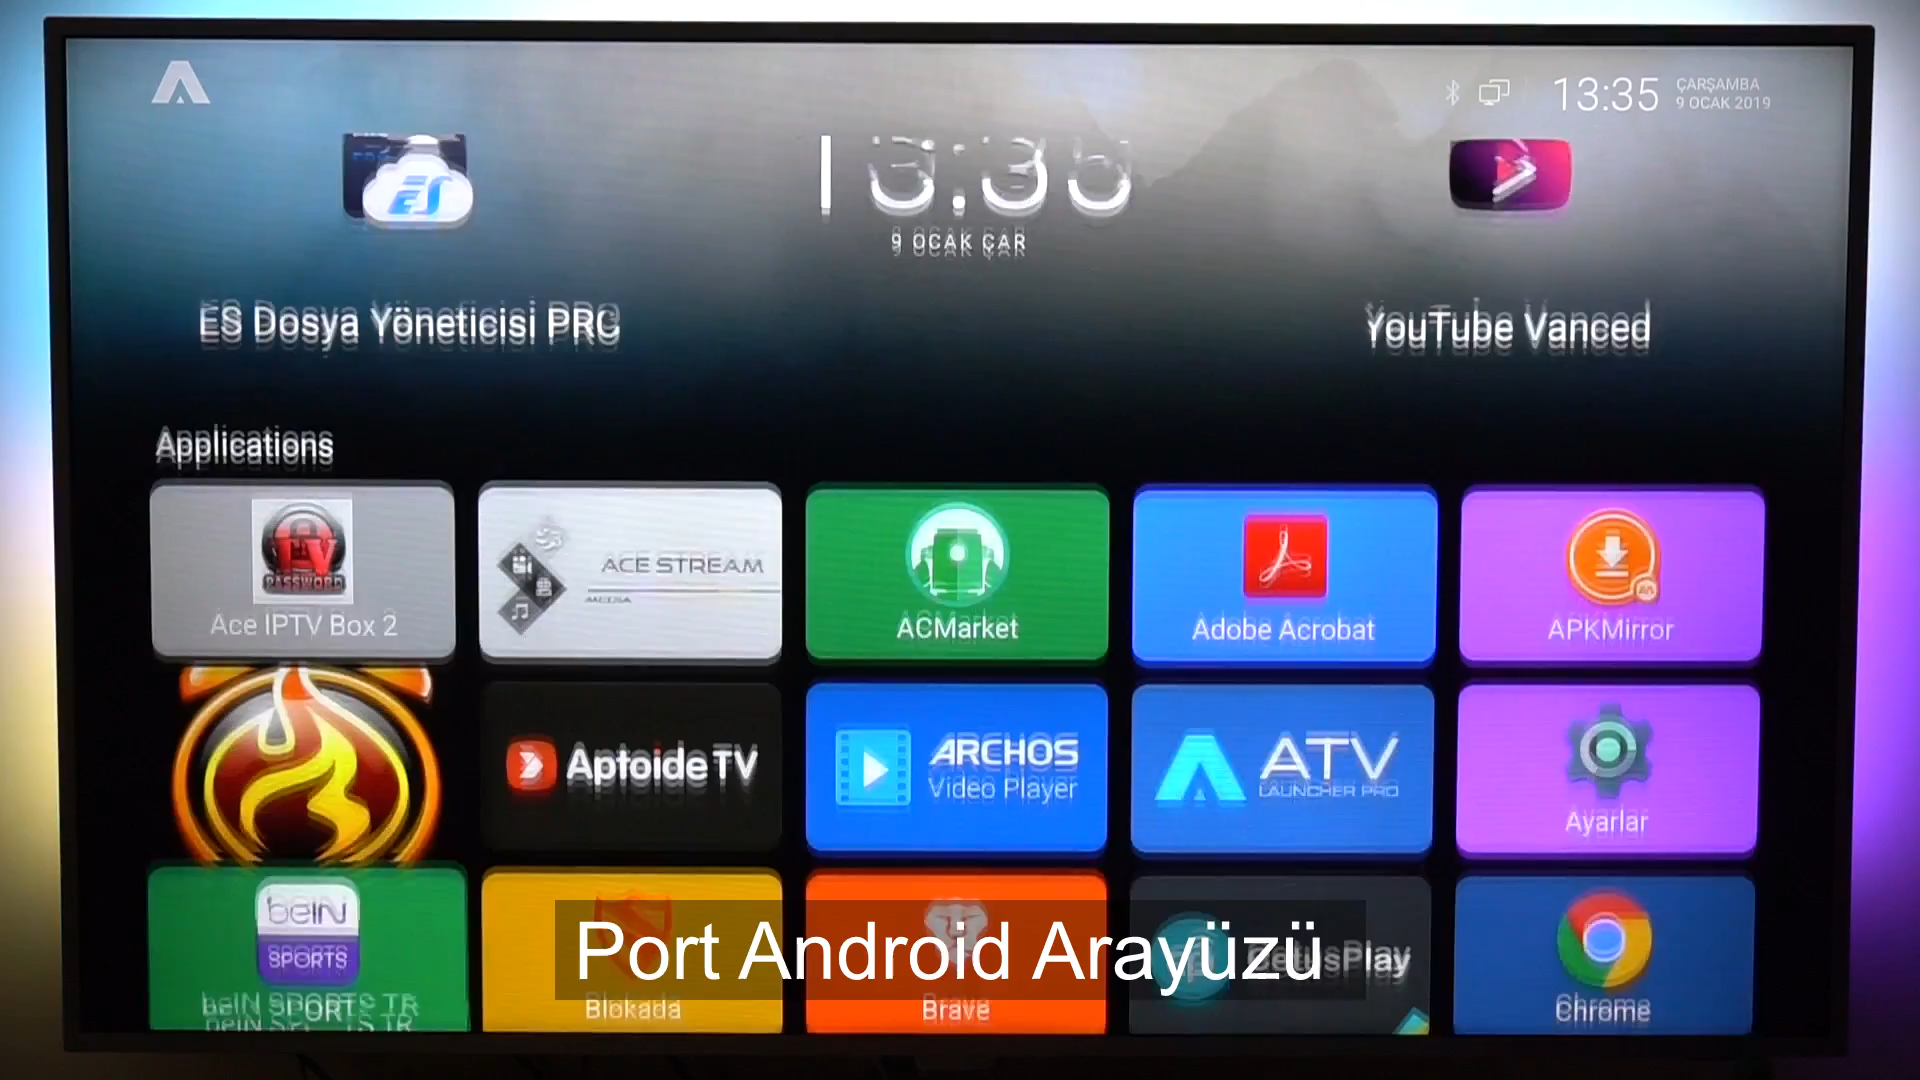 13:35
ÇARŞAMBA
9 OCAK 2019
13:35
9 OCAK ÇAR
ES
ES Dosya Yöneticisi PRO
YouTube Vanced
Applications
PASSWORD
Ace IPTV Box 2
ACE STREAM
MEDIA
ACMarket
Adobe Acrobat
APKMirror
Aptoide TV
ARCHOS
Video Player
ATV
LAUNCHER PRO
Ayarlar
beIN
SPORTS
beIN SPORTS TR
Blokada
Brave
Chrome
Port Android Arayüzü